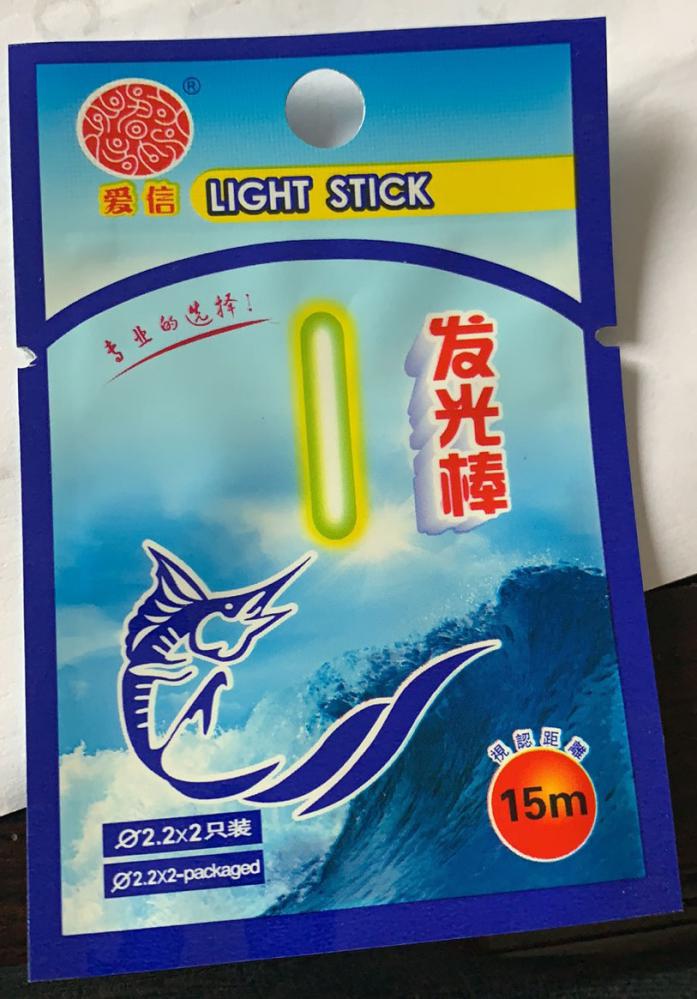 ®
爱信
LIGHT STICK
专业的选择!
发光棒
視認距離
15m
Ø2.2x2只装
Ø2.2X2-packaged